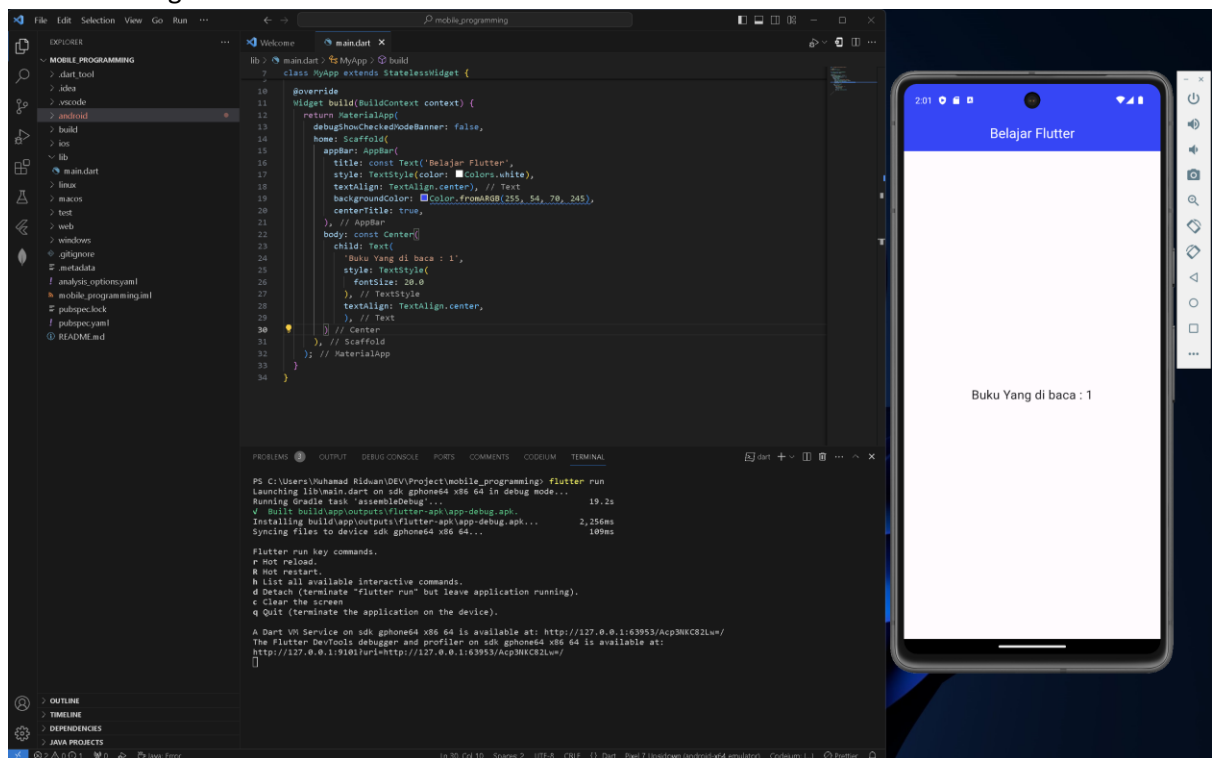 File Edit Selection View Go Run ···
mobile_programming
EXPLORER
MOBILE_PROGRAMMING
.dart_tool
.idea
.vscode
android
build
ios
lib
main.dart
linux
macos
test
web
windows
.gitignore
.metadata
analysis_options.yaml
mobile_programming.iml
pubspec.lock
pubspec.yaml
README.md
OUTLINE
TIMELINE
DEPENDENCIES
JAVA PROJECTS
Welcome main.dart
lib > main.dart > MyApp > build
7 class MyApp extends StatelessWidget {
10 @override
11 Widget build(BuildContext context) {
12 return MaterialApp(
13 debugShowCheckedModeBanner: false,
14 home: Scaffold(
15 appBar: AppBar(
16 title: const Text('Belajar Flutter',
17 style: TextStyle(color: Colors.white),
18 textAlign: TextAlign.center), // Text
19 backgroundColor: Color.fromARGB(255, 54, 70, 245),
20 centerTitle: true,
21 ), // AppBar
22 body: const Center(
23 child: Text(
24 'Buku Yang di baca : 1',
25 style: TextStyle(
26 fontSize: 20.0
27 ), // TextStyle
28 textAlign: TextAlign.center,
29 ), // Text
30 ) // Center
31 ), // Scaffold
32 ); // MaterialApp
33 }
34 }
PROBLEMS 3 OUTPUT DEBUG CONSOLE PORTS COMMENTS CODEIUM TERMINAL
dart
PS C:\Users\Muhamad Ridwan\DEV\Project\mobile_programming> flutter run
Launching lib\main.dart on sdk gphone64 x86 64 in debug mode...
Running Gradle task 'assembleDebug'... 19.2s
√ Built build\app\outputs\flutter-apk\app-debug.apk.
Installing build\app\outputs\flutter-apk\app-debug.apk... 2,256ms
Syncing files to device sdk gphone64 x86 64... 109ms
Flutter run key commands.
r Hot reload.
R Hot restart.
h List all available interactive commands.
d Detach (terminate "flutter run" but leave application running).
c Clear the screen
q Quit (terminate the application on the device).
A Dart VM Service on sdk gphone64 x86 64 is available at: http://127.0.0.1:63953/Acp3NKC82Lw=/
The Flutter DevTools debugger and profiler on sdk gphone64 x86 64 is available at:
http://127.0.0.1:9101?uri=http://127.0.0.1:63953/Acp3NKC82Lw=/
Java: Error
Ln 30, Col 10 Spaces: 2 UTF-8 CRLF {} Dart Pixel 7 Upsidown (android-x64 emulator) Prettier
2:01
Belajar Flutter
Buku Yang di baca : 1